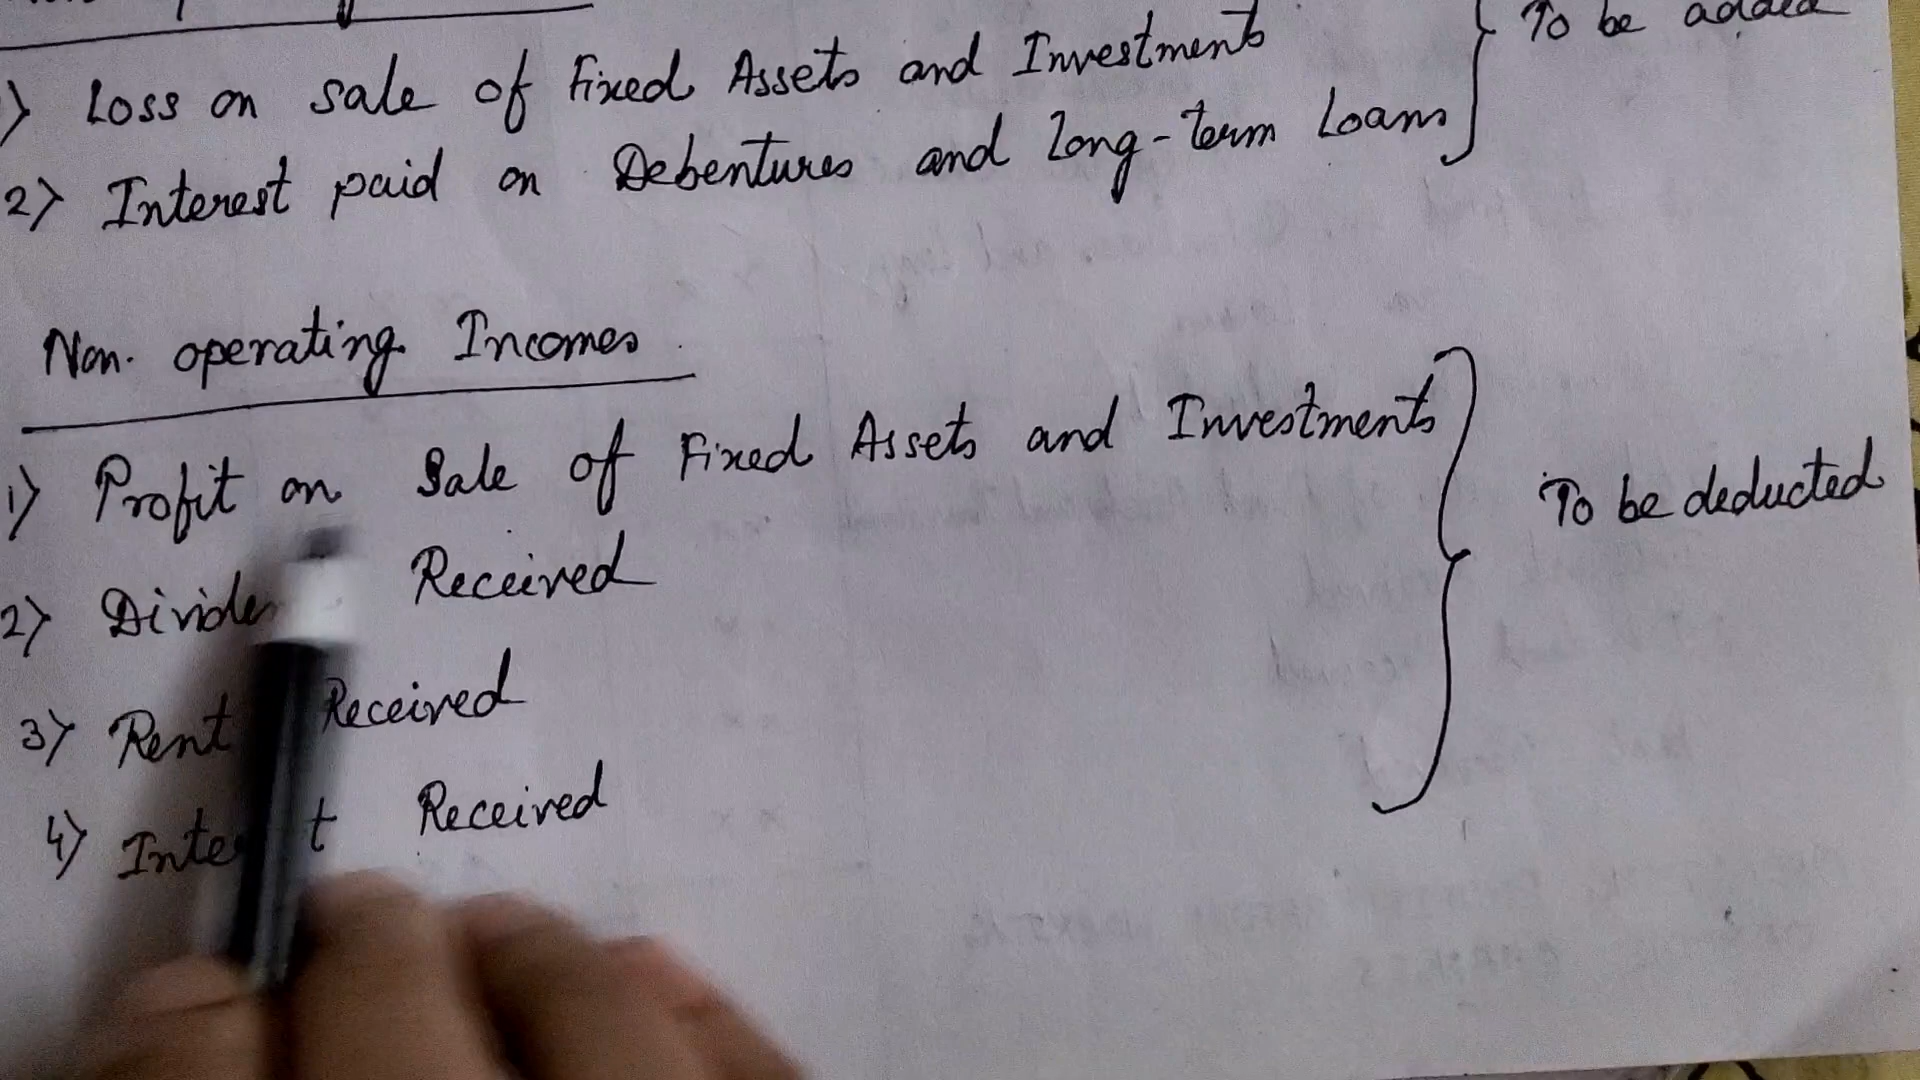 1) Loss on sale of Fixed Assets and Investments
To be added
2) Interest paid on Debentures and Long-term Loans
Non-operating Incomes
1) Profit on Sale of Fixed Assets and Investments
To be deducted
2) Received
3) Rent Received
4) Received